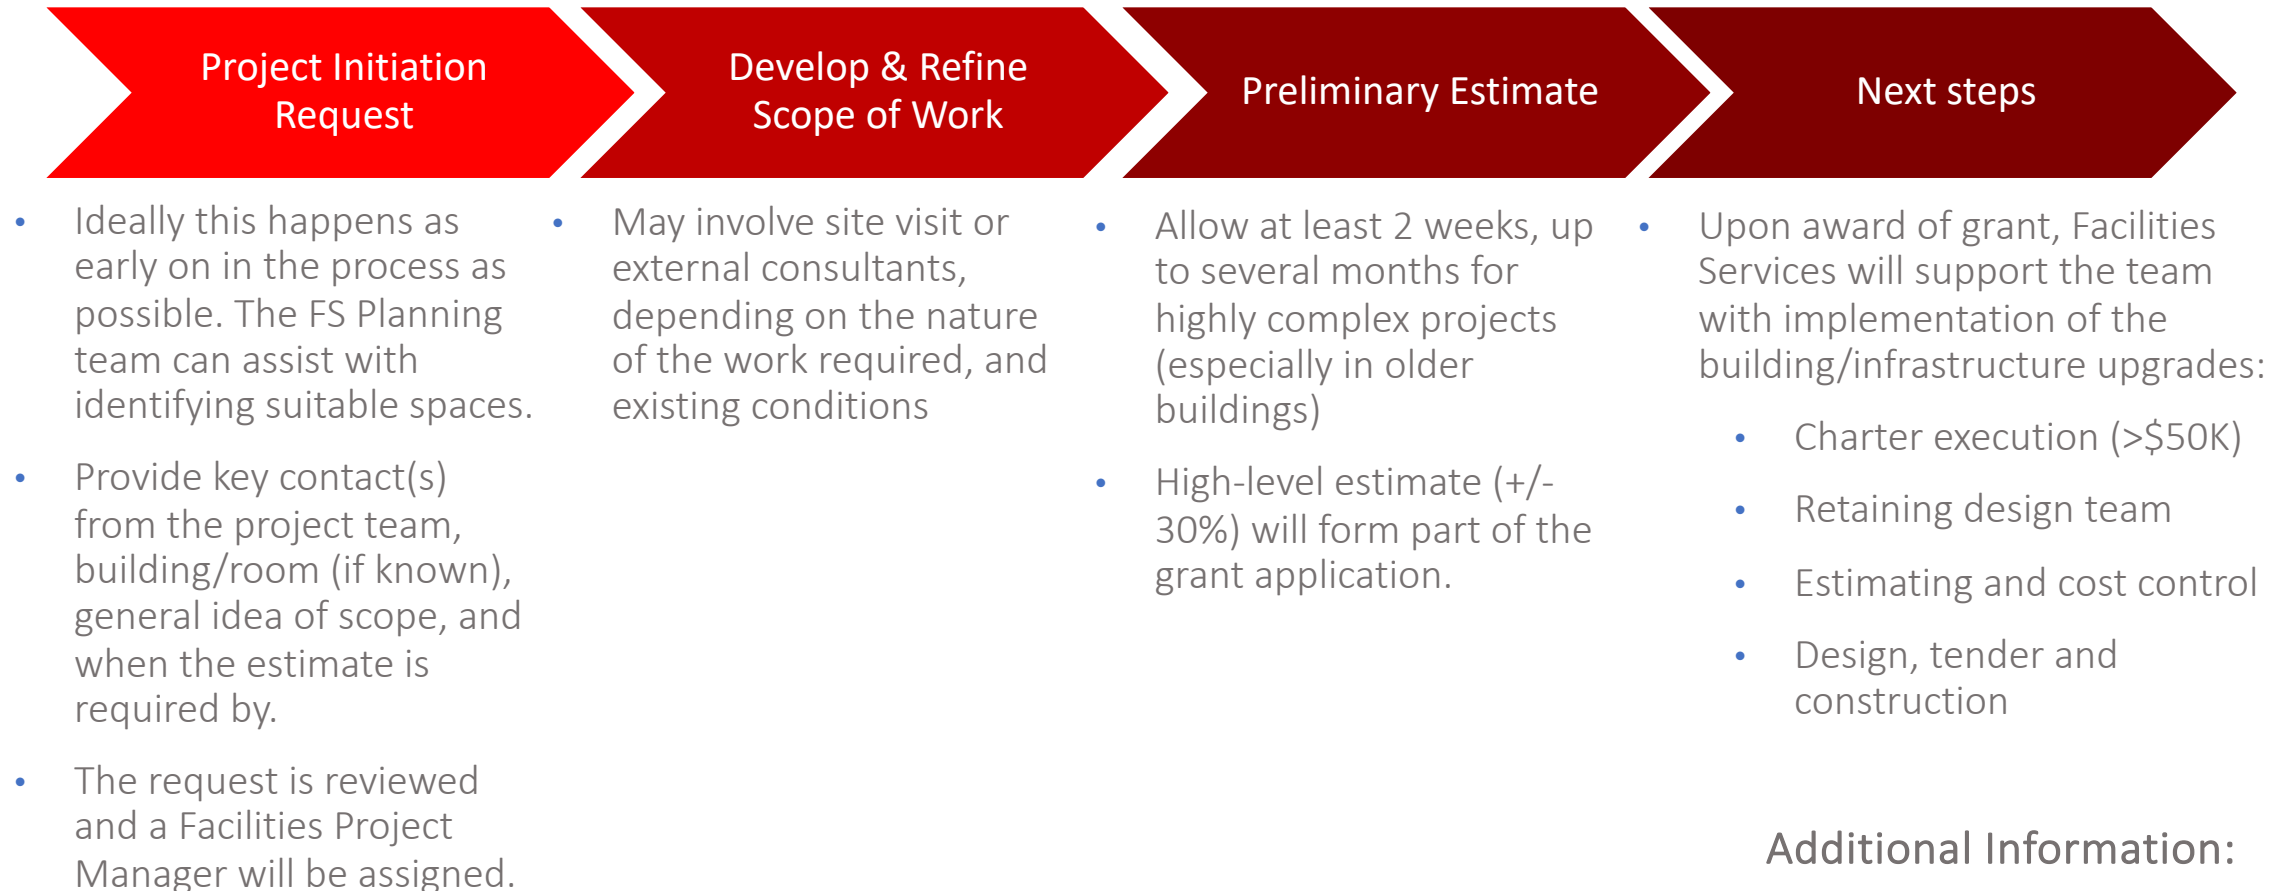 Project Initiation
Request
Develop & Refine
Scope of Work
Preliminary Estimate
Next steps
• Ideally this happens as
early on in the process as
possible. The FS Planning
team can assist with
identifying suitable spaces.
• Provide key contact(s)
from the project team,
building/room (if known),
general idea of scope, and
when the estimate is
required by.
• The request is reviewed
and a Facilities Project
Manager will be assigned.
• May involve site visit or
external consultants,
depending on the nature
of the work required, and
existing conditions
• Allow at least 2 weeks, up
to several months for
highly complex projects
(especially in older
buildings)
• High-level estimate (+/-
30%) will form part of the
grant application.
• Upon award of grant, Facilities
Services will support the team
with implementation of the
building/infrastructure upgrades:
• Charter execution (>$50K)
• Retaining design team
• Estimating and cost control
• Design, tender and
construction
Additional Information: